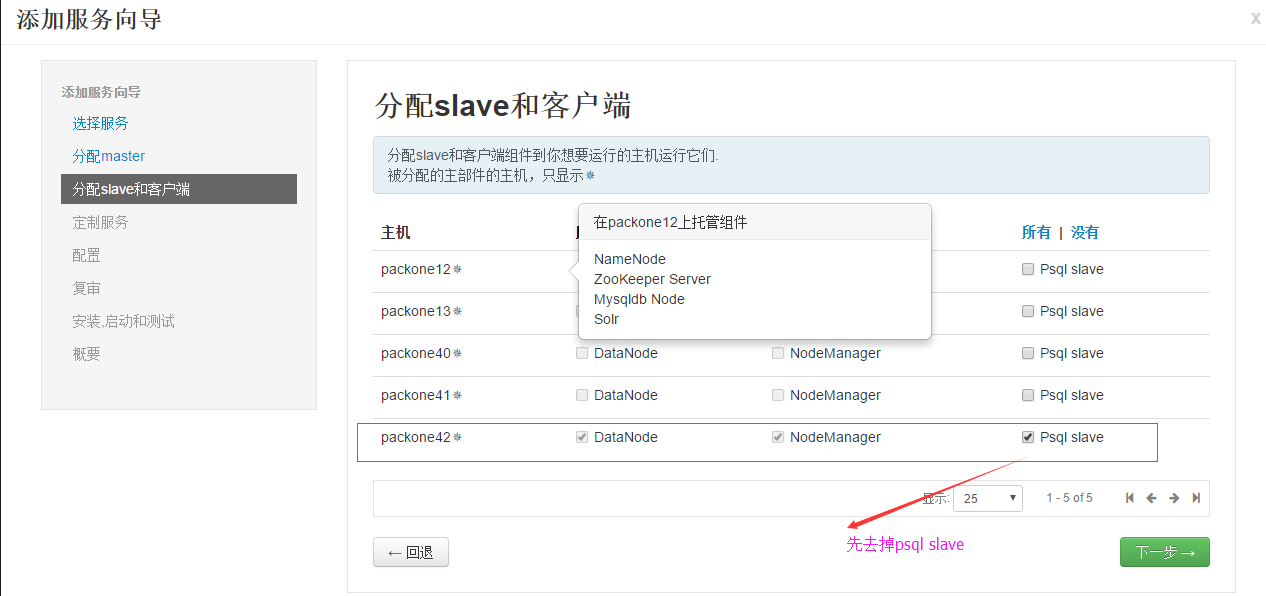 添加服务向导
x
添加服务向导
选择服务
分配master
分配slave和客户端
定制服务
配置
复审
安装,启动和测试
概要
分配slave和客户端
分配slave和客户端组件到你想要运行的主机运行它们.
被分配的主部件的主机，只显示✵
主机 所有 | 没有
在packone12上托管组件
NameNode
ZooKeeper Server
Mysqldb Node
Solr
packone12✵ Psql slave
packone13✵ Psql slave
packone40✵ DataNode NodeManager Psql slave
packone41✵ DataNode NodeManager Psql slave
packone42✵ DataNode NodeManager Psql slave
显示: 25 1 - 5 of 5
先去掉psql slave
←回退
下一步→